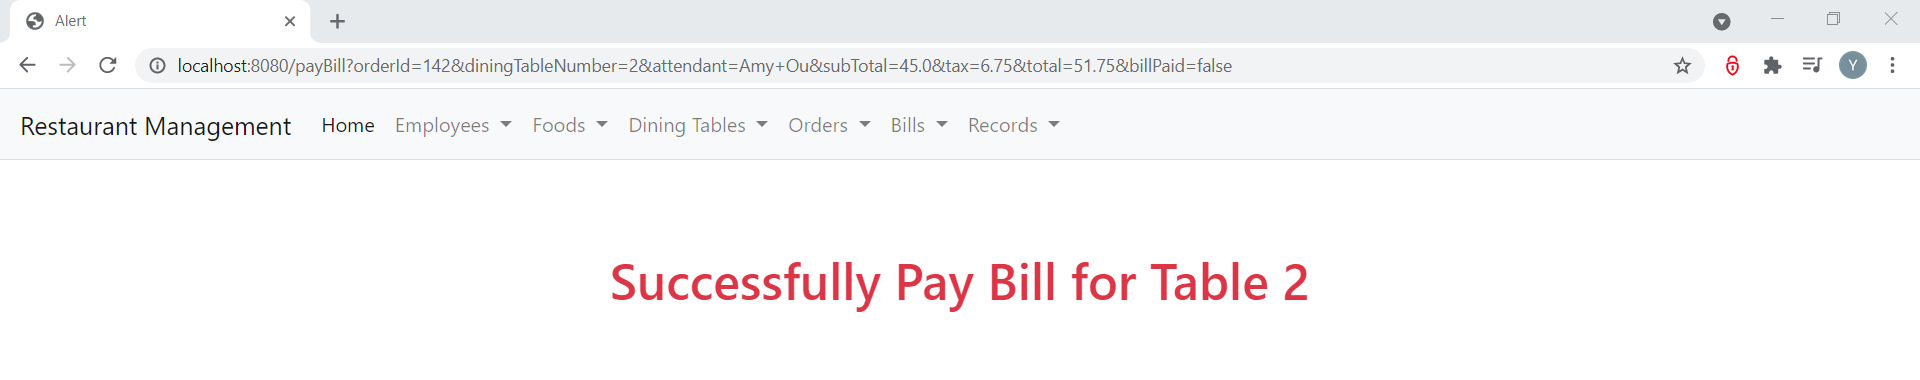 Alert
localhost:8080/payBill?orderId=142&diningTableNumber=2&attendant=Amy+Ou&subTotal=45.0&tax=6.75&total=51.75&billPaid=false
Y
Restaurant Management Home Employees Foods Dining Tables Orders Bills Records
Successfully Pay Bill for Table 2